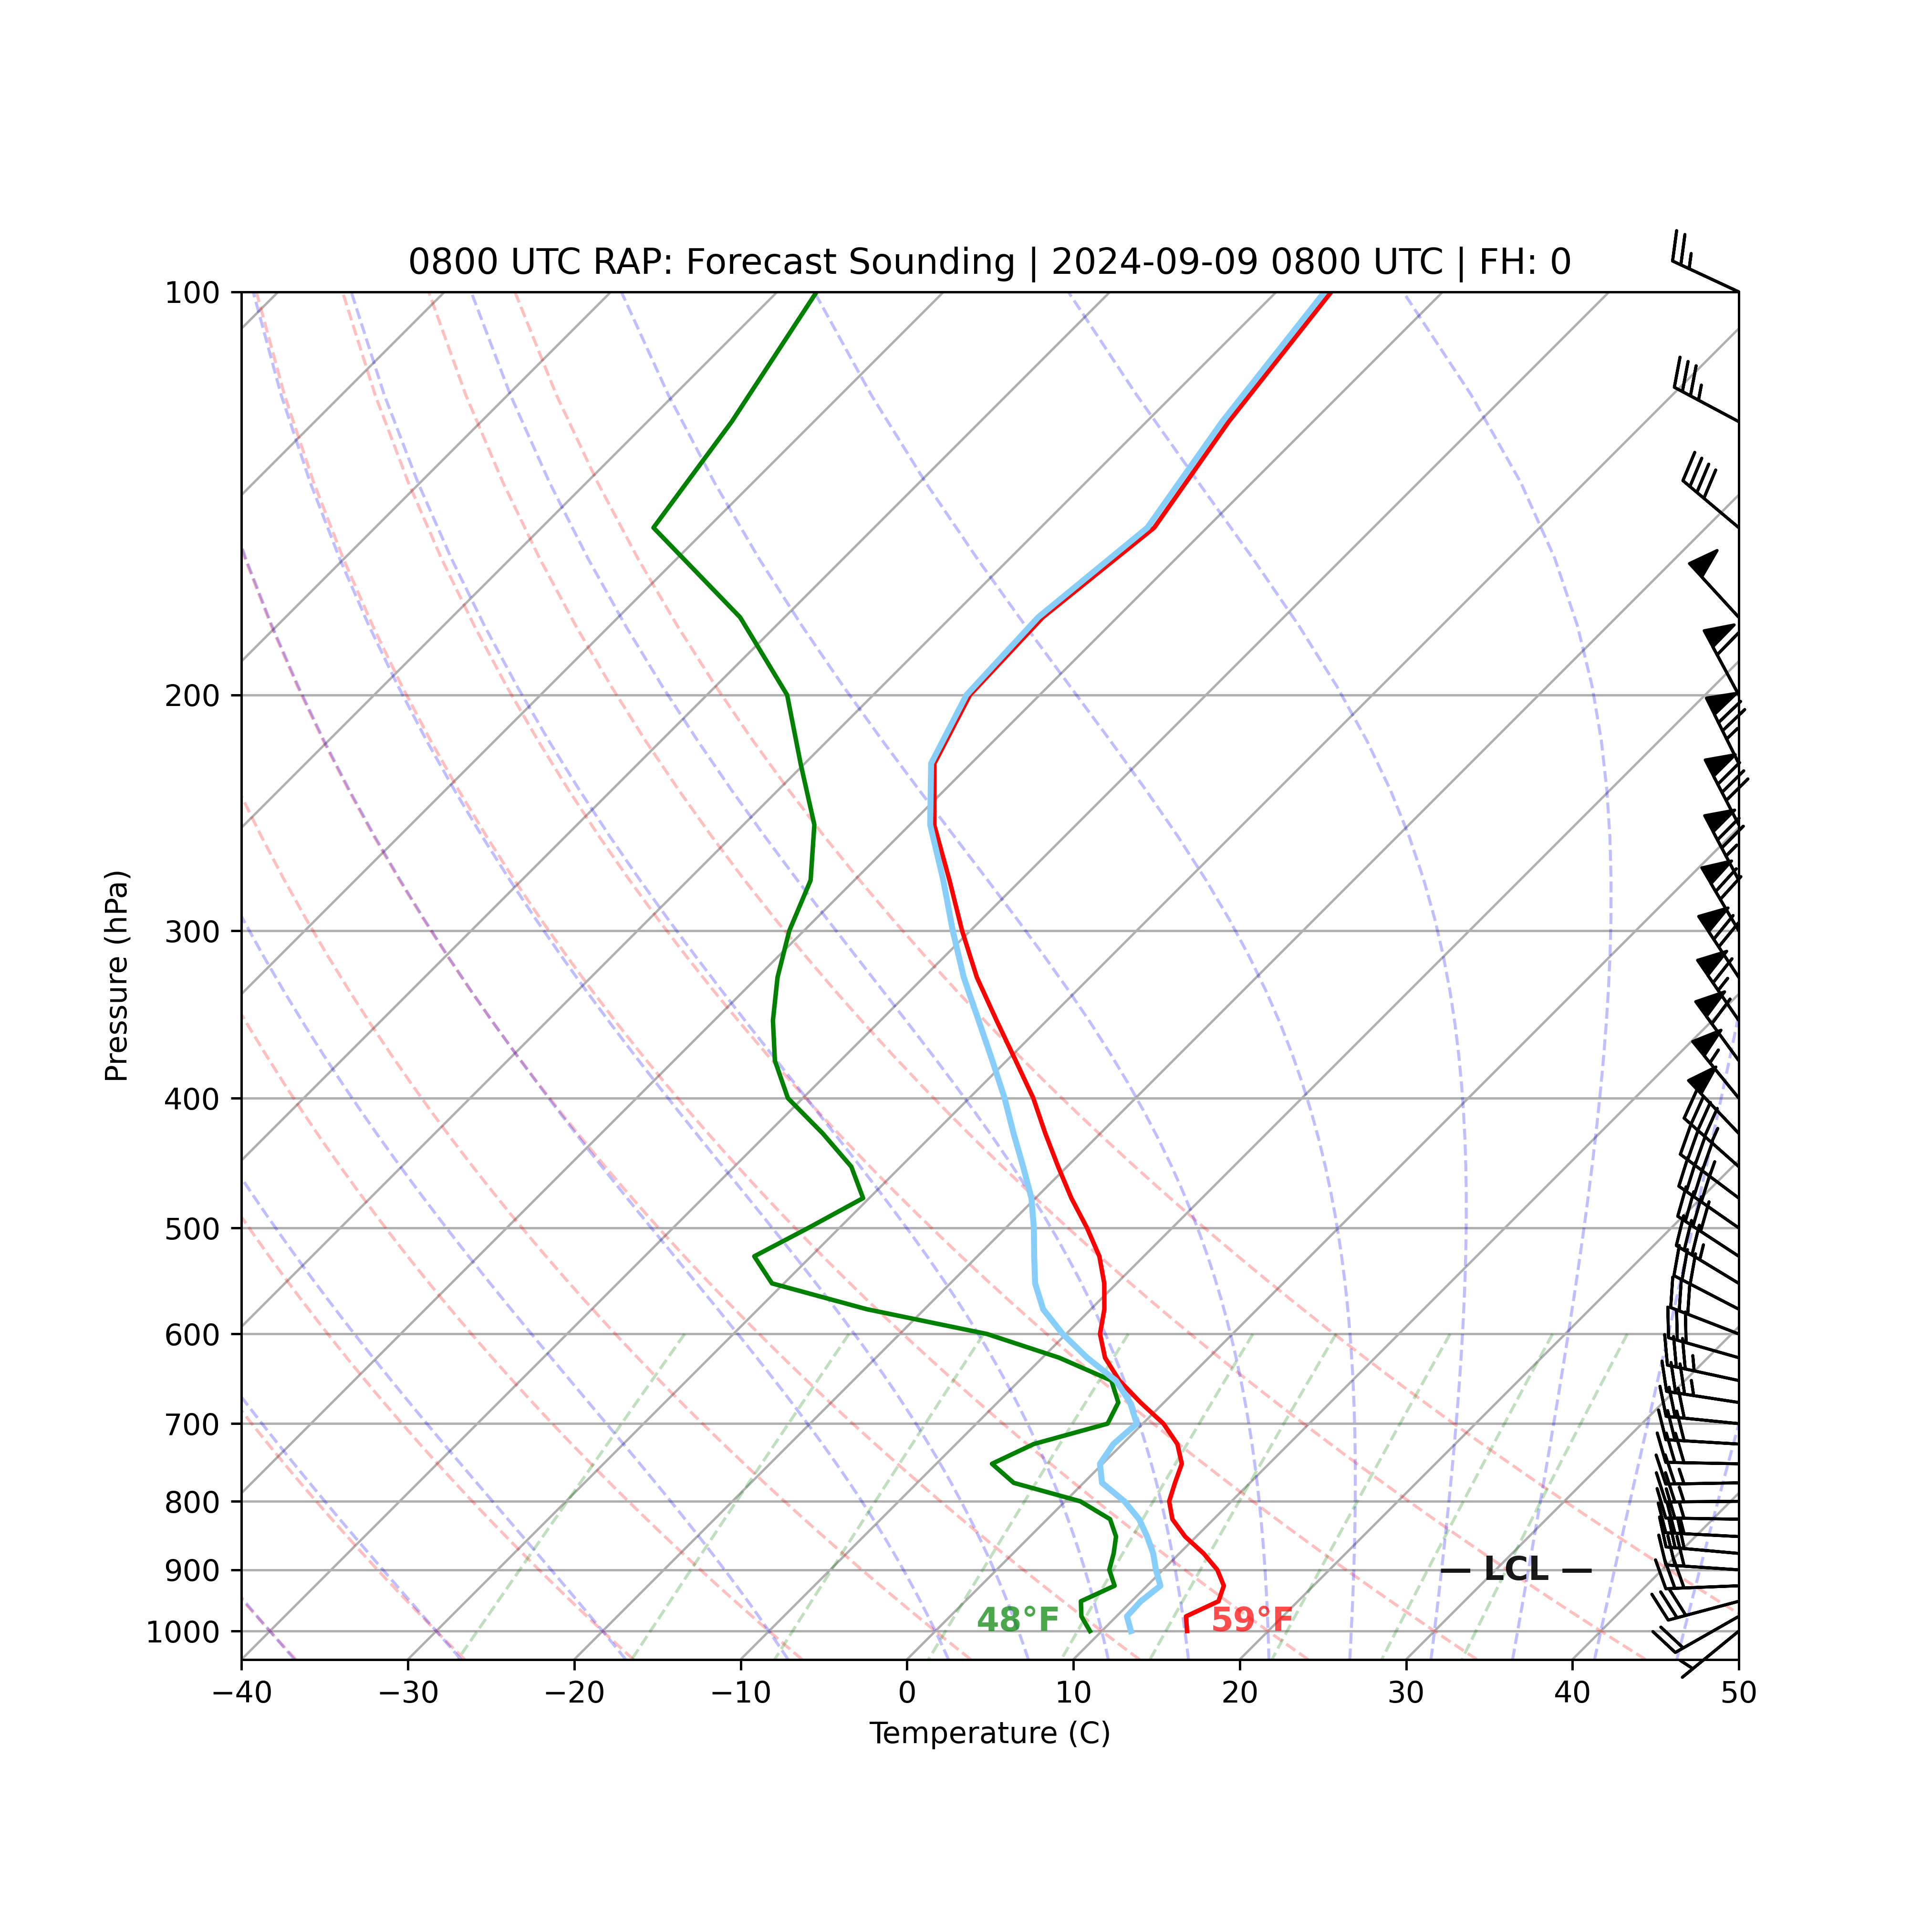 0800 UTC RAP: Forecast Sounding | 2024-09-09 0800 UTC | FH: 0
100
200
300
400
500
600
700
800
900
1000
Pressure (hPa)
— LCL —
48°F
59°F
−40 −30 −20 −10 0 10 20 30 40 50
Temperature (C)